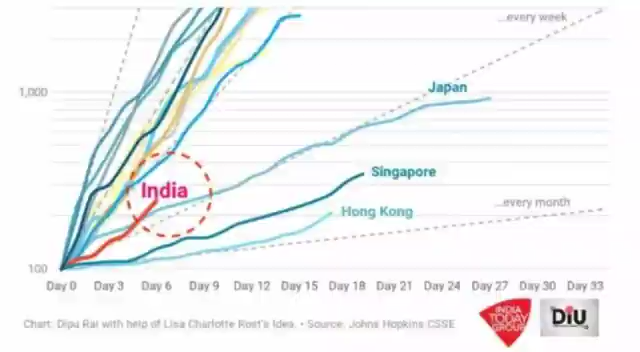 ...every week
1,000
Japan
India
Singapore
Hong Kong
...every month
100
Day 0 Day 3 Day 6 Day 9 Day 12 Day 15 Day 18 Day 21 Day 24 Day 27 Day 30 Day 33
Chart: Dipu Rai with help of Lisa Charlotte Rost's Idea. • Source: Johns Hopkins CSSE
INDIA
TODAY
GROUP
DIU